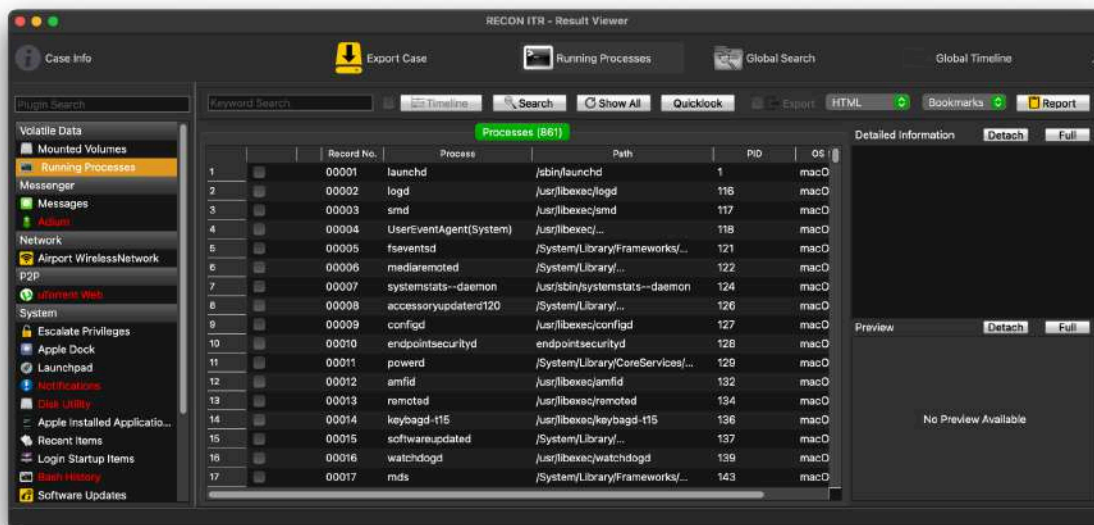 RECON ITR - Result Viewer
Case Info
Export Case
Running Processes
Global Search
Global Timeline
Plugin Search
Keyword Search
Timeline
Search
Show All
Quicklook
Export
HTML
Bookmarks
Report
Volatile Data
Mounted Volumes
Running Processes
Messenger
Messages
Adium
Network
Airport WirelessNetwork
P2P
uTorrent Web
System
Escalate Privileges
Apple Dock
Launchpad
Notifications
Disk Utility
Apple Installed Applicatio...
Recent Items
Login Startup Items
Bash History
Software Updates
Processes (861)
Record No. Process Path PID OS
1 00001 launchd /sbin/launchd 1 macO
2 00002 logd /usr/libexec/logd 116 macO
3 00003 smd /usr/libexec/smd 117 macO
4 00004 UserEventAgent(System) /usr/libexec/... 118 macO
5 00005 fseventsd /System/Library/Frameworks/... 121 macO
6 00006 mediaremoted /System/Library/... 122 macO
7 00007 systemstats--daemon /usr/sbin/systemstats--daemon 124 macO
8 00008 accessoryupdaterd120 /System/Library/... 126 macO
9 00009 configd /usr/libexec/configd 127 macO
10 00010 endpointsecurityd endpointsecurityd 128 macO
11 00011 powerd /System/Library/CoreServices/... 129 macO
12 00012 amfid /usr/libexec/amfid 132 macO
13 00013 remoted /usr/libexec/remoted 134 macO
14 00014 keybagd-t15 /usr/libexec/keybagd-t15 136 macO
15 00015 softwareupdated /System/Library/... 137 macO
16 00016 watchdogd /usr/libexec/watchdogd 139 macO
17 00017 mds /System/Library/Frameworks/... 143 macO
Detailed Information
Detach
Full
Preview
Detach
Full
No Preview Available